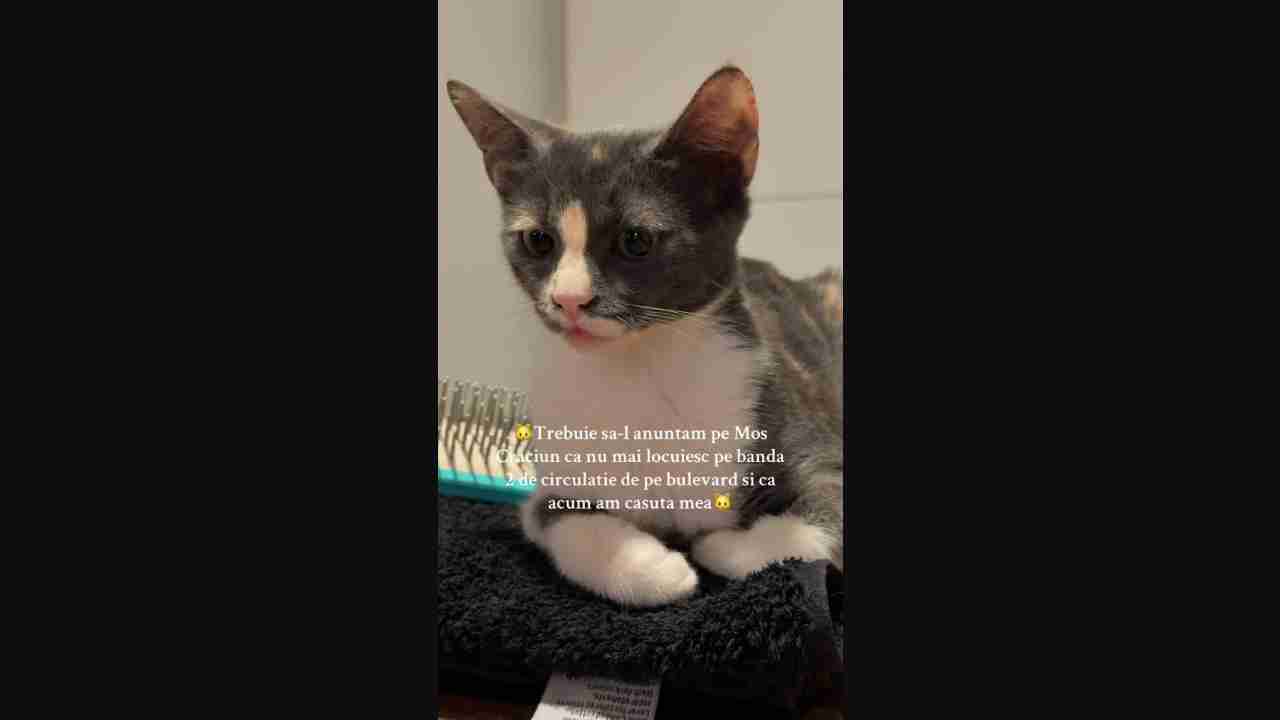 🐱Trebuie sa-l anuntam pe Mos
Craciun ca nu mai locuiesc pe banda
2 de circulatie de pe bulevard si ca
acum am casuta mea🐱